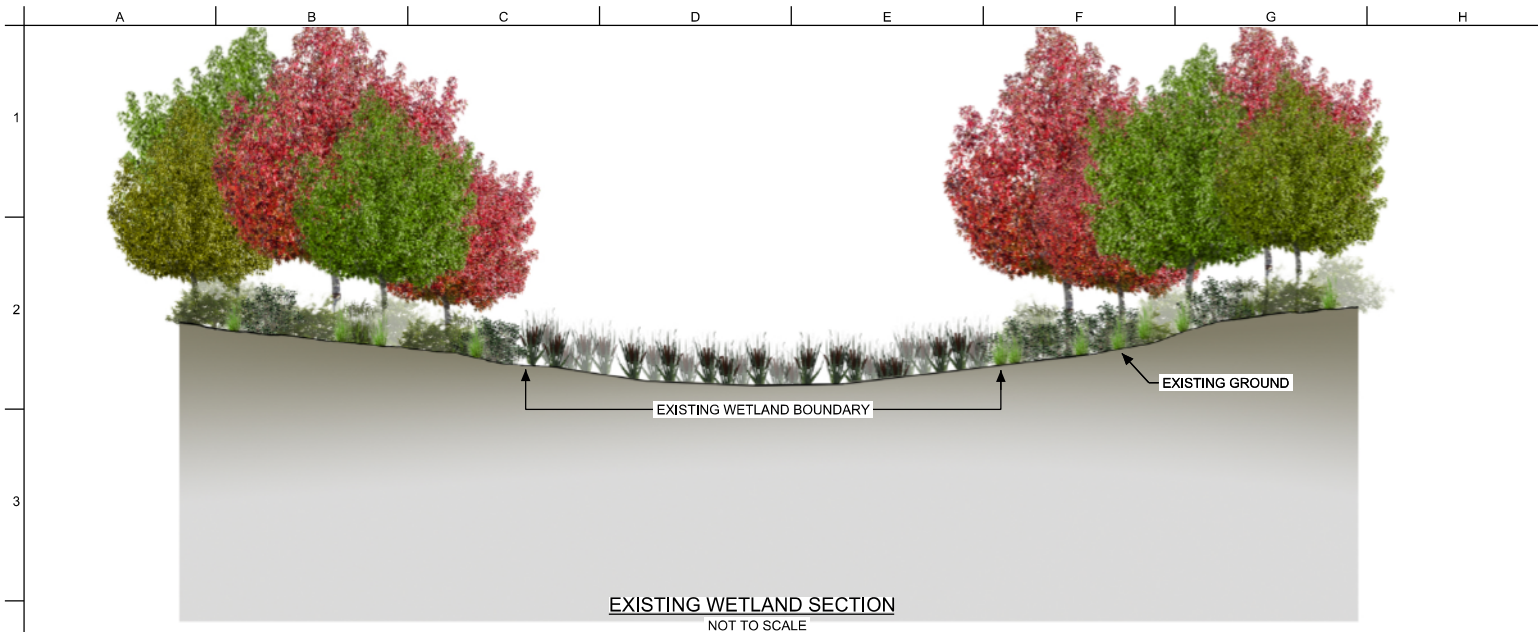 A B C D E F G H
1
2
EXISTING GROUND
EXISTING WETLAND BOUNDARY
3
EXISTING WETLAND SECTION
NOT TO SCALE